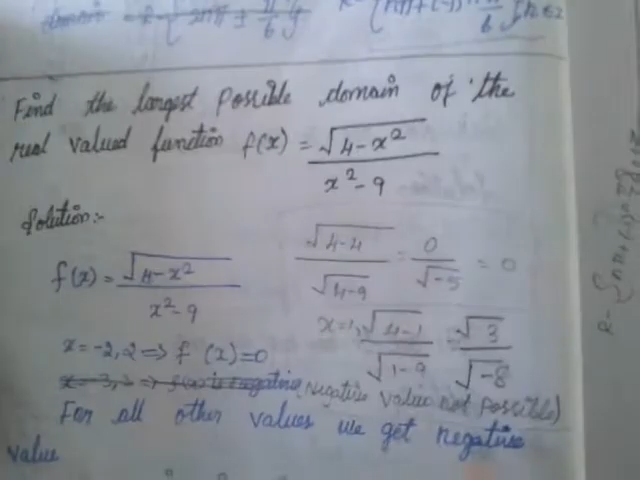 domain
Find the largest possible domain of the
real valued function f(x) = √(4-x²) / (x²-9)
Solution:-
f(x) = √(4-x²) / (x²-9)
√(4-4) / √(4-9) = 0 / √-5 = 0
x = -2, 2 => f (x) = 0
x=1, √(4-1) / √(1-9) = √3 / √-8
(negative value not possible)
For all other values we get negative
value